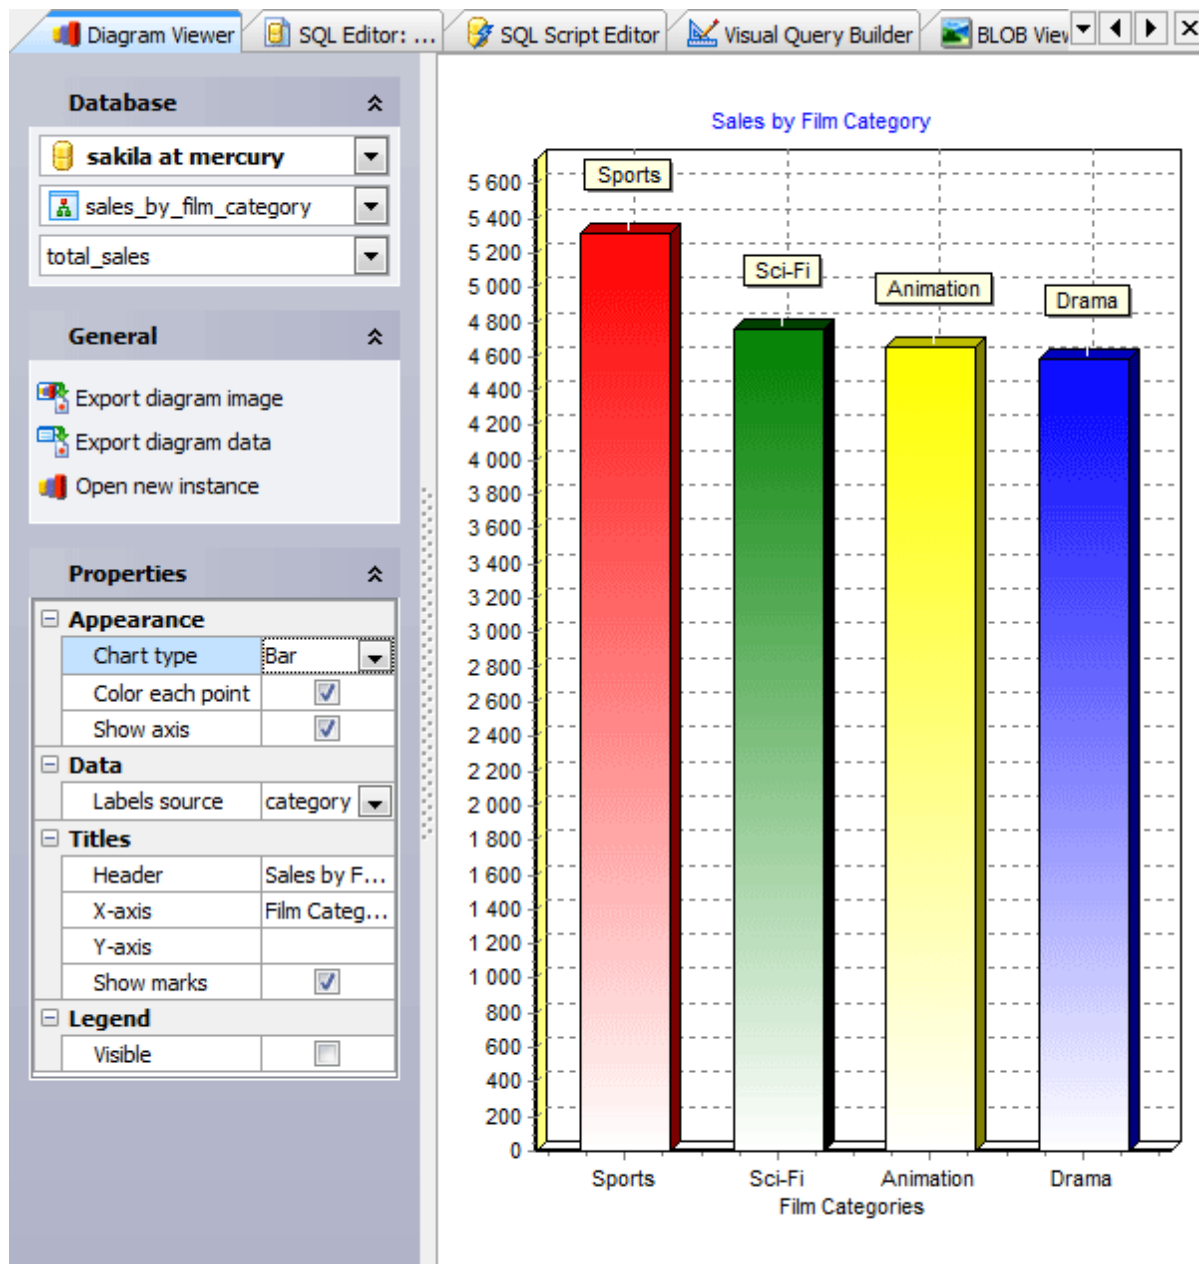 Diagram Viewer
SQL Editor: ...
SQL Script Editor
Visual Query Builder
BLOB View
Database
sakila at mercury
sales_by_film_category
total_sales
General
Export diagram image
Export diagram data
Open new instance
Properties
Appearance
Chart type Bar
Color each point
Show axis
Data
Labels source category
Titles
Header Sales by F...
X-axis Film Categ...
Y-axis
Show marks
Legend
Visible
Sales by Film Category
Sports
Sci-Fi
Animation
Drama
5 600
5 400
5 200
5 000
4 800
4 600
4 400
4 200
4 000
3 800
3 600
3 400
3 200
3 000
2 800
2 600
2 400
2 200
2 000
1 800
1 600
1 400
1 200
1 000
800
600
400
200
0
Sports Sci-Fi Animation Drama
Film Categories